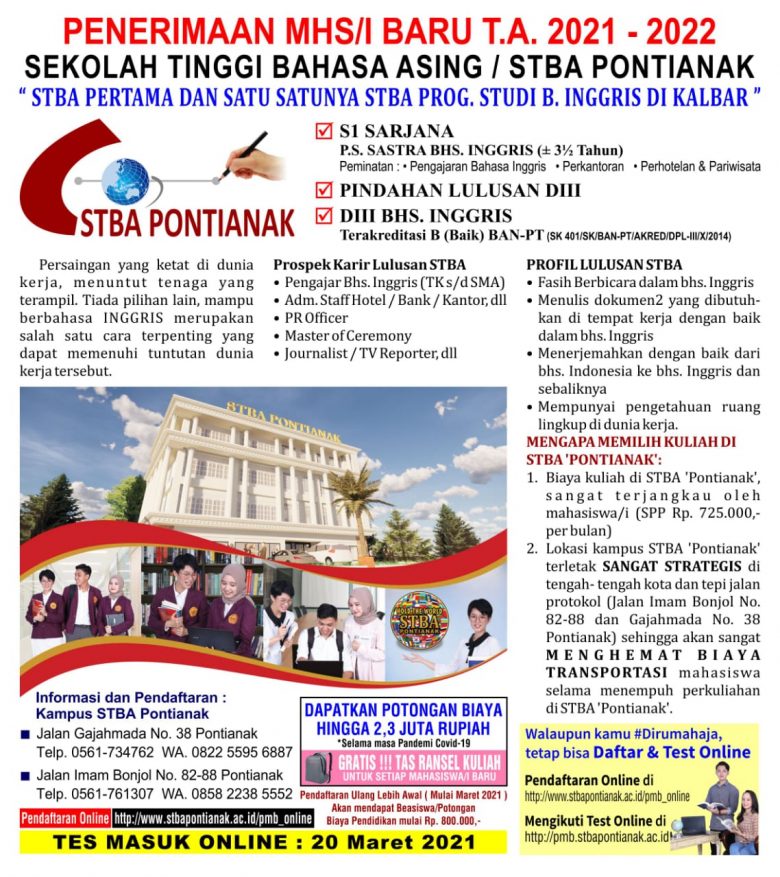 PENERIMAAN MHS/I BARU T.A. 2021 - 2022
SEKOLAH TINGGI BAHASA ASING / STBA PONTIANAK
“ STBA PERTAMA DAN SATU SATUNYA STBA PROG. STUDI B. INGGRIS DI KALBAR ”
STBA PONTIANAK
S1 SARJANA
P.S. SASTRA BHS. INGGRIS (± 3½ Tahun)
Peminatan : • Pengajaran Bahasa Inggris • Perkantoran • Perhotelan & Pariwisata
PINDAHAN LULUSAN DIII
DIII BHS. INGGRIS
Terakreditasi B (Baik) BAN-PT (SK 401/SK/BAN-PT/AKRED/DPL-III/X/2014)
Persaingan yang ketat di dunia
kerja, menuntut tenaga yang
terampil. Tiada pilihan lain, mampu
berbahasa INGGRIS merupakan
salah satu cara terpenting yang
dapat memenuhi tuntutan dunia
kerja tersebut.
Prospek Karir Lulusan STBA
• Pengajar Bhs. Inggris (TK s/d SMA)
• Adm. Staff Hotel / Bank / Kantor, dll
• PR Officer
• Master of Ceremony
• Journalist / TV Reporter, dll
PROFIL LULUSAN STBA
• Fasih Berbicara dalam bhs. Inggris
• Menulis dokumen2 yang dibutuh-
kan di tempat kerja dengan baik
dalam bhs. Inggris
• Menerjemahkan dengan baik dari
bhs. Indonesia ke bhs. Inggris dan
sebaliknya
• Mempunyai pengetahuan ruang
lingkup di dunia kerja.
MENGAPA MEMILIH KULIAH DI
STBA 'PONTIANAK':
1. Biaya kuliah di STBA 'Pontianak',
sangat terjangkau oleh
mahasiswa/i (SPP Rp. 725.000,-
per bulan)
2. Lokasi kampus STBA 'Pontianak'
terletak SANGAT STRATEGIS di
tengah- tengah kota dan tepi jalan
protokol (Jalan Imam Bonjol No.
82-88 dan Gajahmada No. 38
Pontianak) sehingga akan sangat
MENGHEMAT BIAYA
TRANSPORTASI mahasiswa
selama menempuh perkuliahan
di STBA 'Pontianak'.
STBA PONTIANAK
HOLD THE WORLD
STBA
PONTIANAK
Informasi dan Pendaftaran :
Kampus STBA Pontianak
Jalan Gajahmada No. 38 Pontianak
Telp. 0561-734762 WA. 0822 5595 6887
Jalan Imam Bonjol No. 82-88 Pontianak
Telp. 0561-761307 WA. 0858 2238 5552
Pendaftaran Online http://www.stbapontianak.ac.id/pmb_online
DAPATKAN POTONGAN BIAYA
HINGGA 2,3 JUTA RUPIAH
*Selama masa Pandemi Covid-19
GRATIS !!! TAS RANSEL KULIAH
UNTUK SETIAP MAHASISWA/I BARU
Pendaftaran Ulang Lebih Awal ( Mulai Maret 2021 )
Akan mendapat Beasiswa/Potongan
Biaya Pendidikan mulai Rp. 800.000,-
TES MASUK ONLINE : 20 Maret 2021
Walaupun kamu #Dirumahaja,
tetap bisa Daftar & Test Online
Pendaftaran Online di
http://www.stbapontianak.ac.id/pmb_online
Mengikuti Test Online di
http://pmb.stbapontianak.ac.id